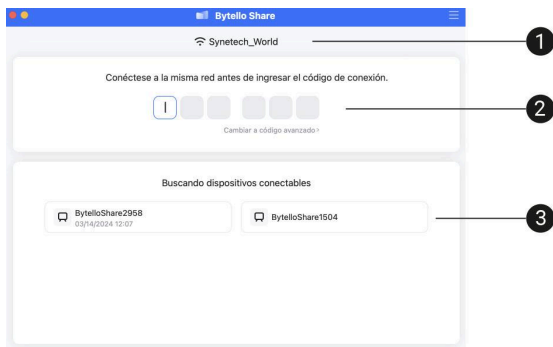 Bytello Share
Synetech_World
1
Conéctese a la misma red antes de ingresar el código de conexión.
2
Cambiar a código avanzado ›
Buscando dispositivos conectables
BytelloShare2958
03/14/2024 12:07
BytelloShare1504
3